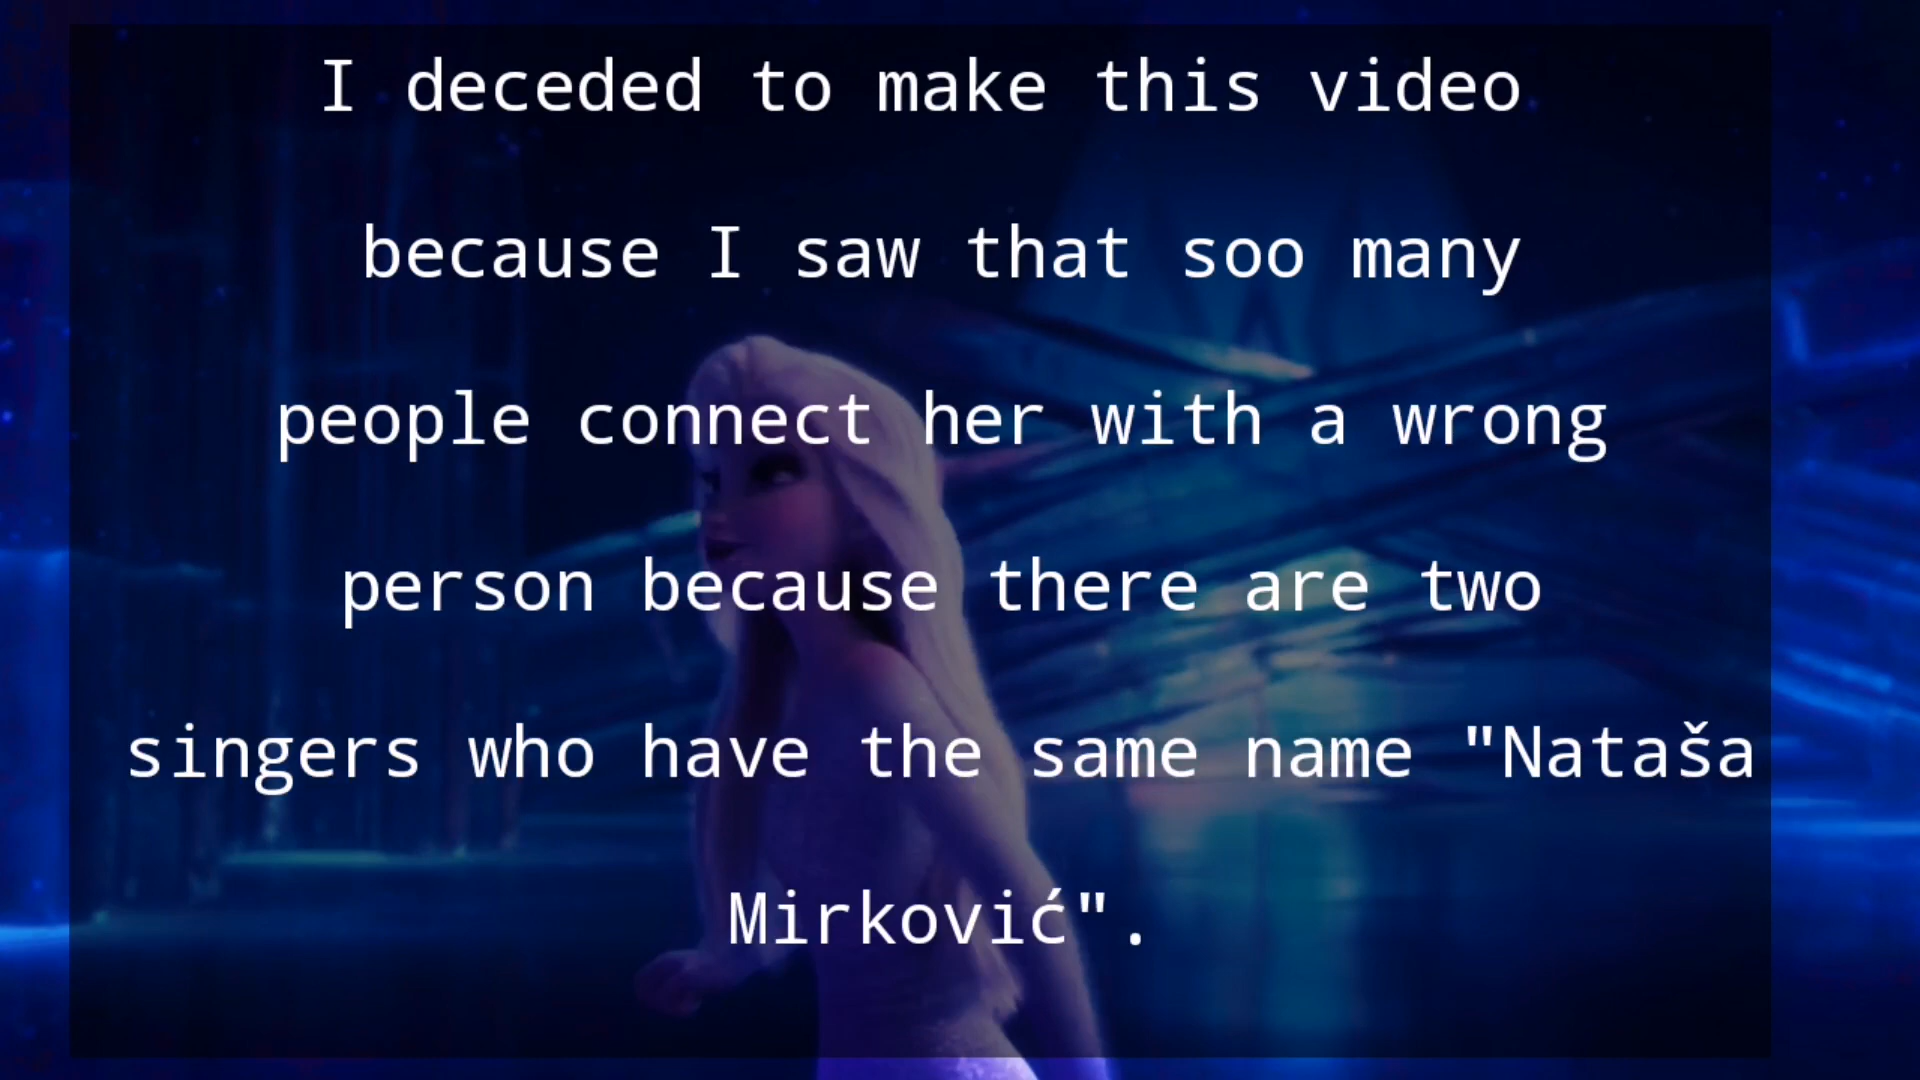 I deceded to make this video
because I saw that soo many
people connect her with a wrong
person because there are two
singers who have the same name "Nataša
Mirković".